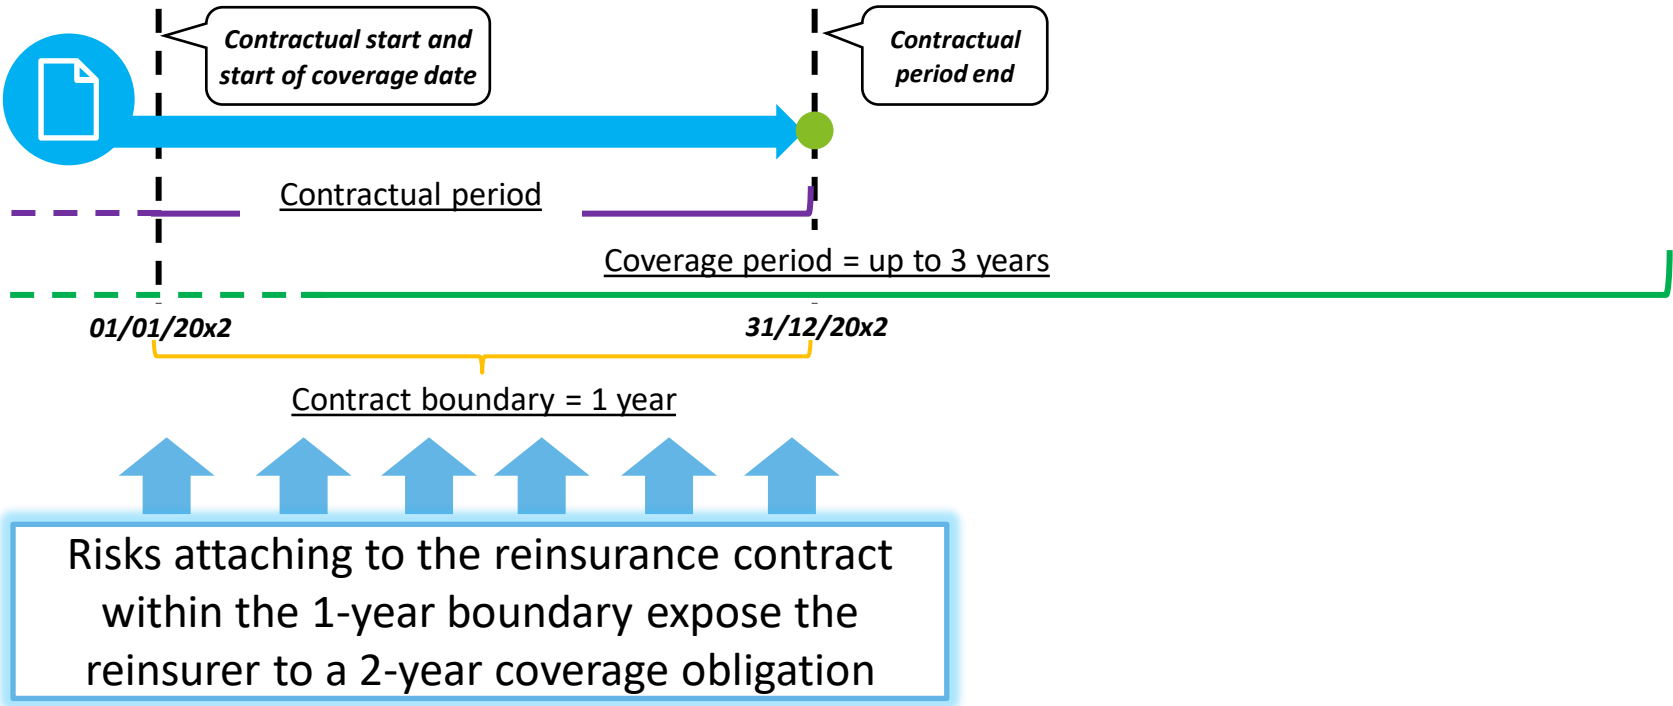 Contractual start and
start of coverage date
Contractual
period end
Contractual period
Coverage period = up to 3 years
01/01/20x2
31/12/20x2
Contract boundary = 1 year
Risks attaching to the reinsurance contract
within the 1-year boundary expose the
reinsurer to a 2-year coverage obligation